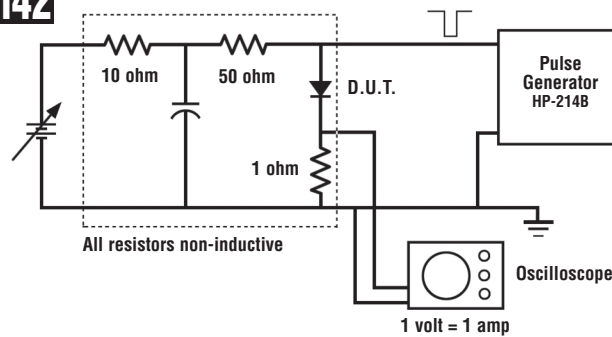 142
10 ohm
50 ohm
D.U.T.
Pulse
Generator
HP-214B
1 ohm
All resistors non-inductive
Oscilloscope
1 volt = 1 amp